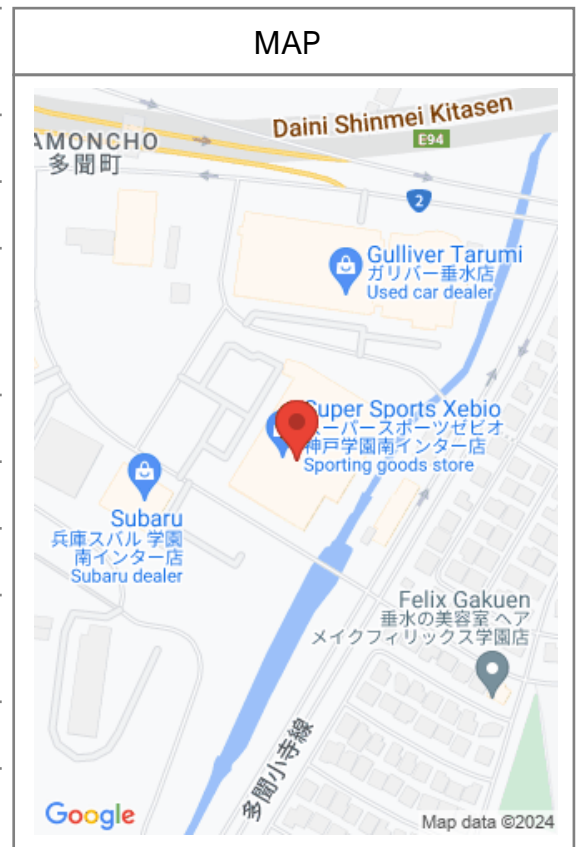 MAP
Daini Shinmei Kitasen
E94
AMONCHO
多聞町
2
Gulliver Tarumi
ガリバー垂水店
Used car dealer
Super Sports Xebio
スーパースポーツゼビオ
神戸学園南インター店
Sporting goods store
Subaru
兵庫スバル 学園
南インター店
Subaru dealer
Felix Gakuen
垂水の美容室 ヘア
メイクフィリックス学園店
多聞小寺線
Google
Map data ©2024